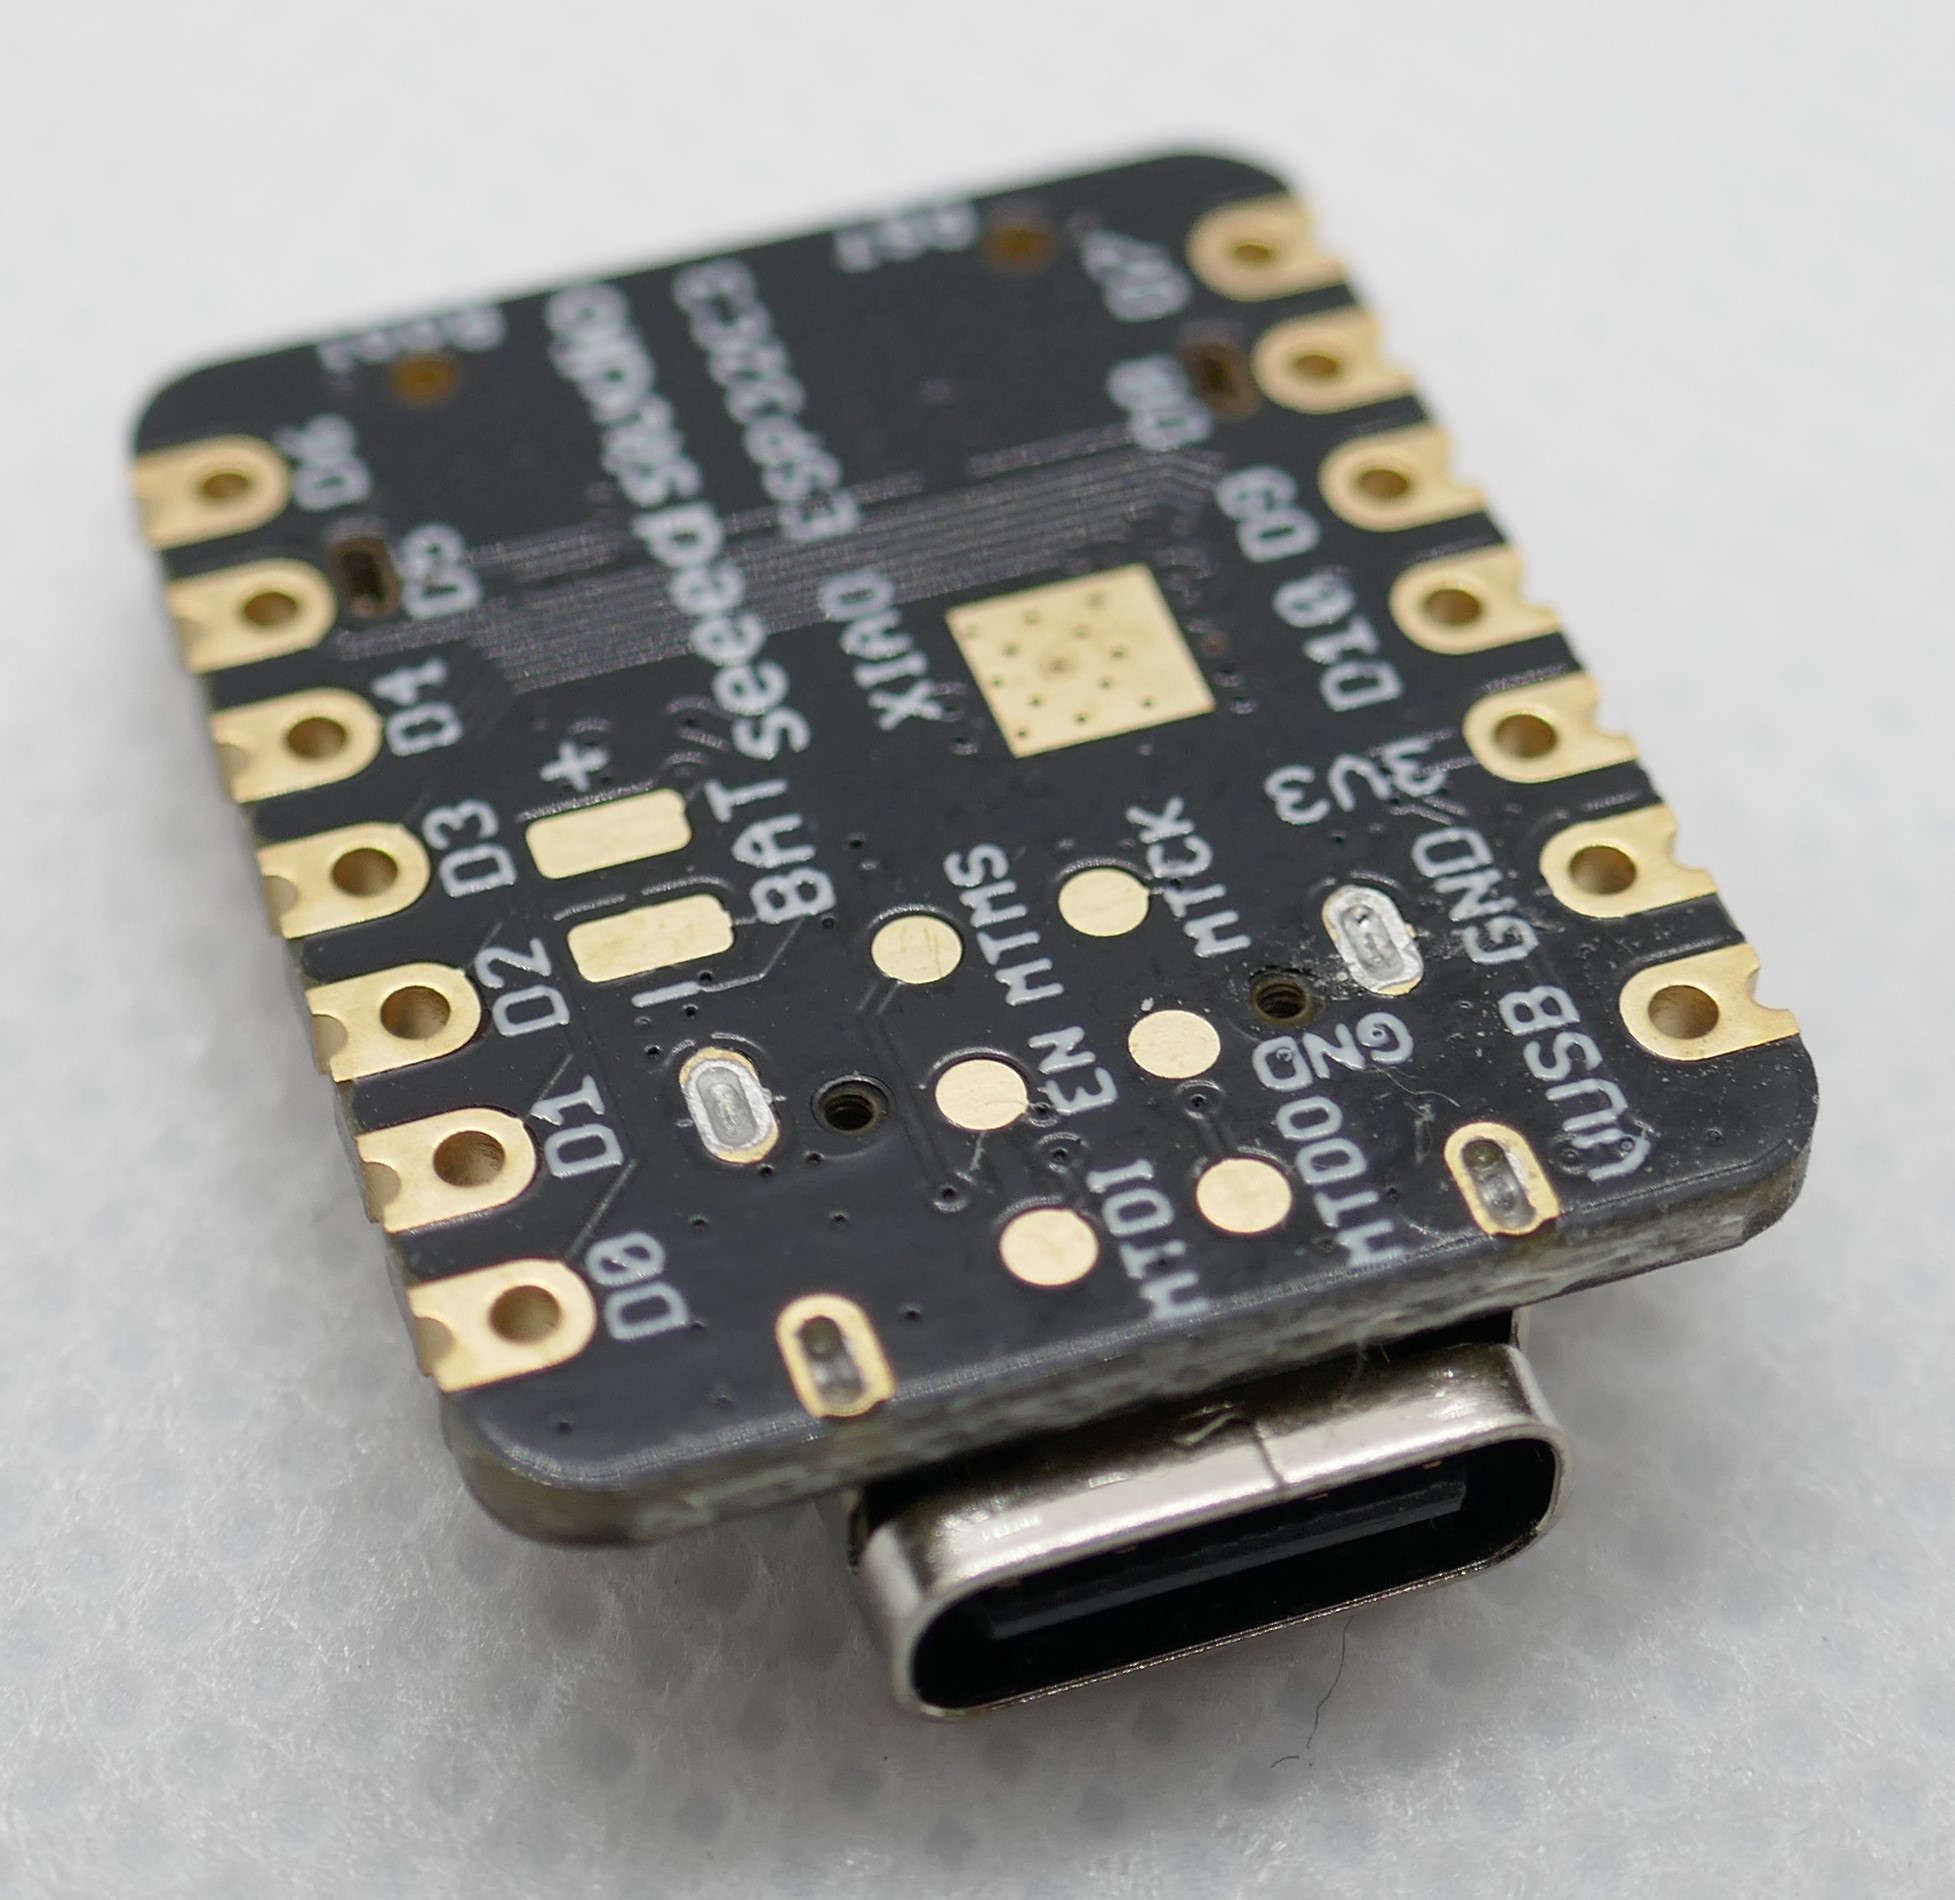 D6
D5
D4
D3
D2
D1
D0
+
BAT
-
seeed studio
XIAO ESP32C3
MTMS
EN
MTDI
MTCK
GND
MTDO
D7
D8
D9
D10
3V3
GND
VUSB